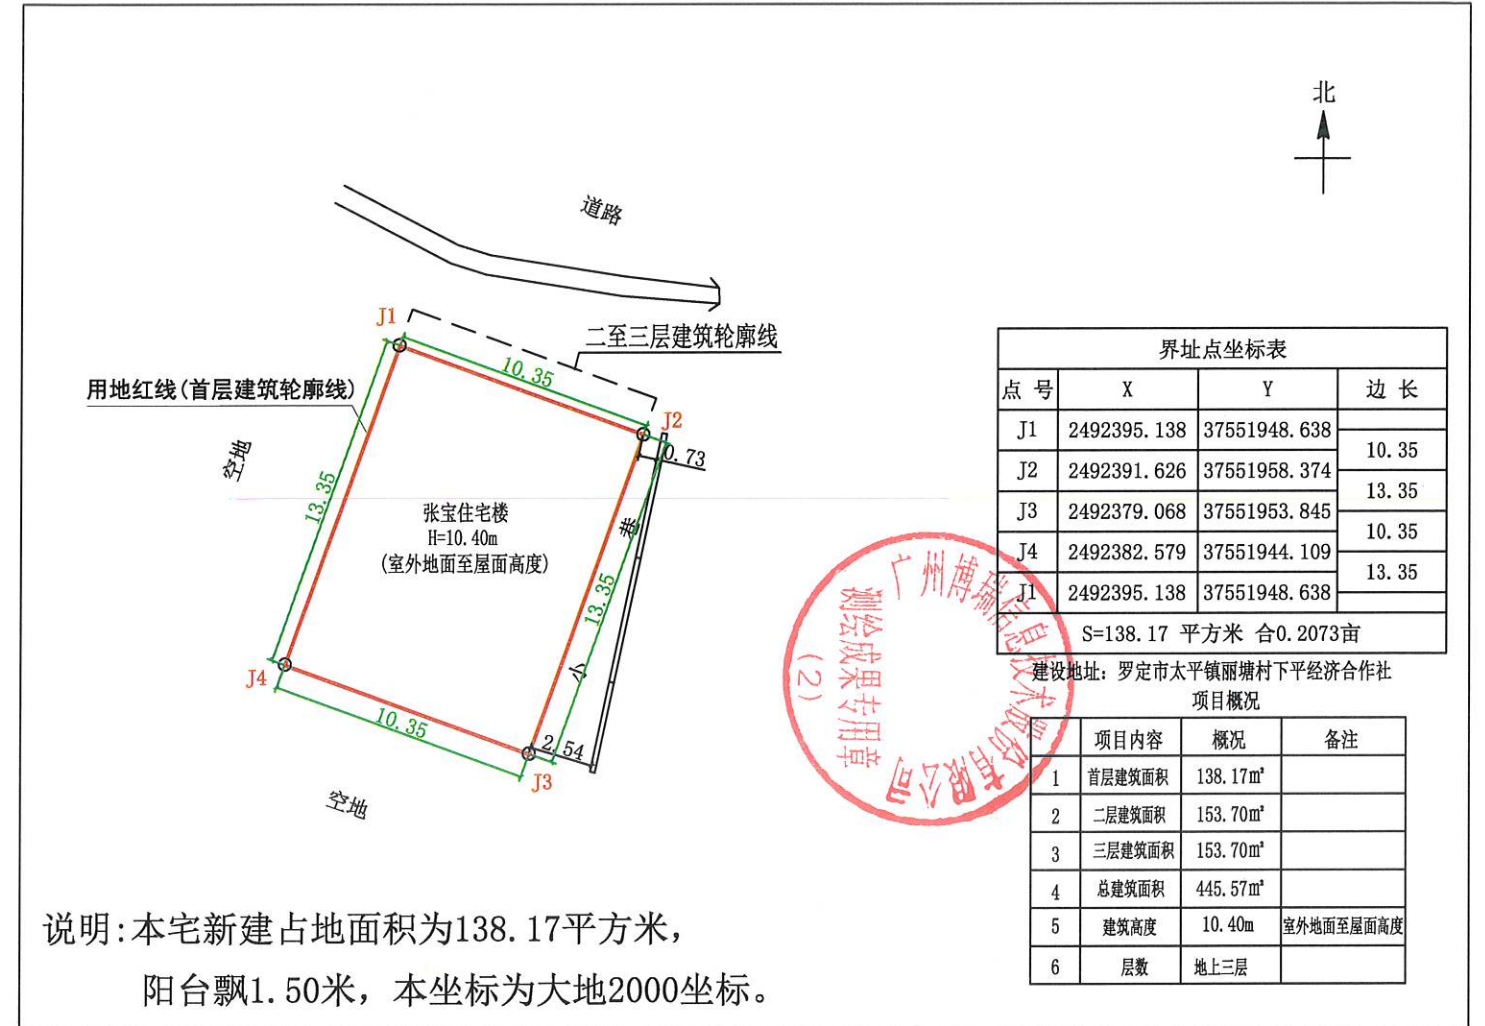 北
道路
J1
二至三层建筑轮廓线
10.35
用地红线(首层建筑轮廓线)
J2
0.73
空地
13.35
张宝住宅楼
H=10.40m
(室外地面至屋面高度)
巷
13.35
小
J4
10.35
2.54
J3
空地
界址点坐标表
点 号 X Y 边 长
J1 2492395.138 37551948.638
10.35
J2 2492391.626 37551958.374
13.35
J3 2492379.068 37551953.845
10.35
J4 2492382.579 37551944.109
13.35
J1 2492395.138 37551948.638
S=138.17 平方米 合0.2073亩
建设地址: 罗定市太平镇丽塘村下平经济合作社
项目概况
项目内容 概况 备注
1 首层建筑面积 138.17m²
2 二层建筑面积 153.70m²
3 三层建筑面积 153.70m²
4 总建筑面积 445.57m²
5 建筑高度 10.40m 室外地面至屋面高度
6 层数 地上三层
广州博瑞信息技术股份有限公司
测绘成果专用章
(2)
说明:本宅新建占地面积为138.17平方米,
阳台飘1.50米, 本坐标为大地2000坐标。